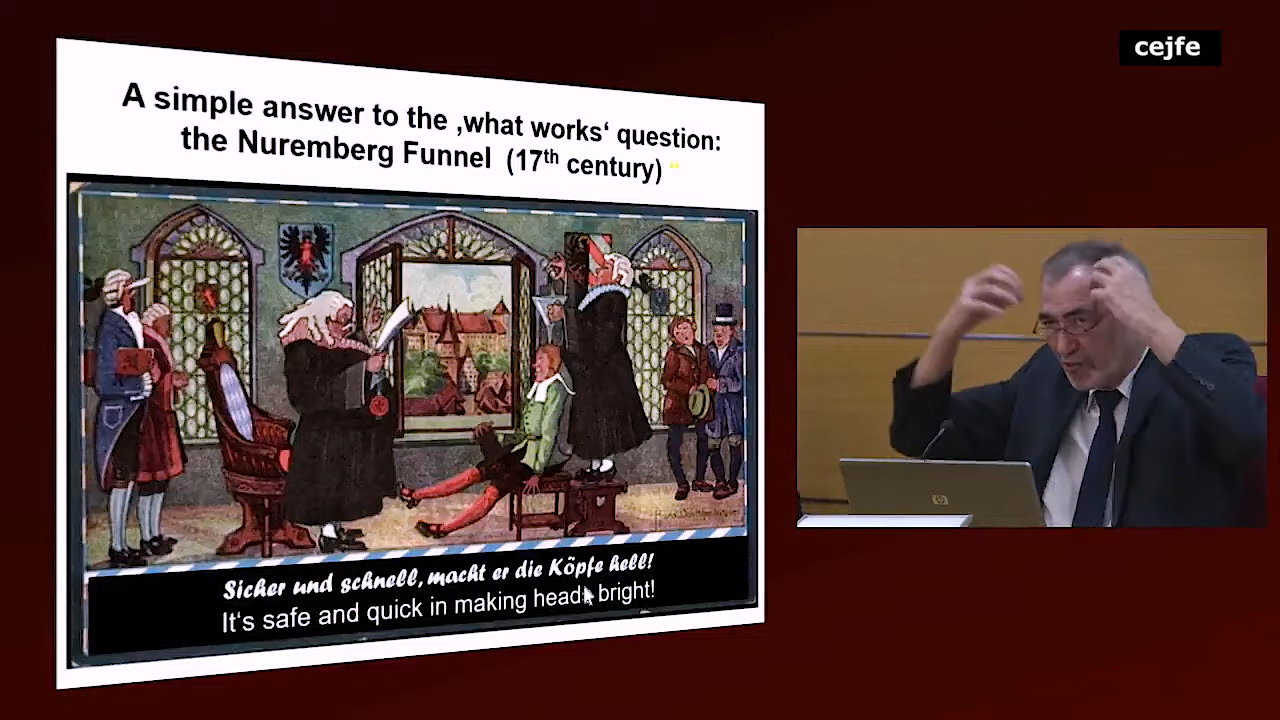 cejfe
A simple answer to the ‚what works‘ question:
the Nuremberg Funnel (17th century) “
Sicher und schnell, macht er die Köpfe hell!
It‘s safe and quick in making heads bright!
hp